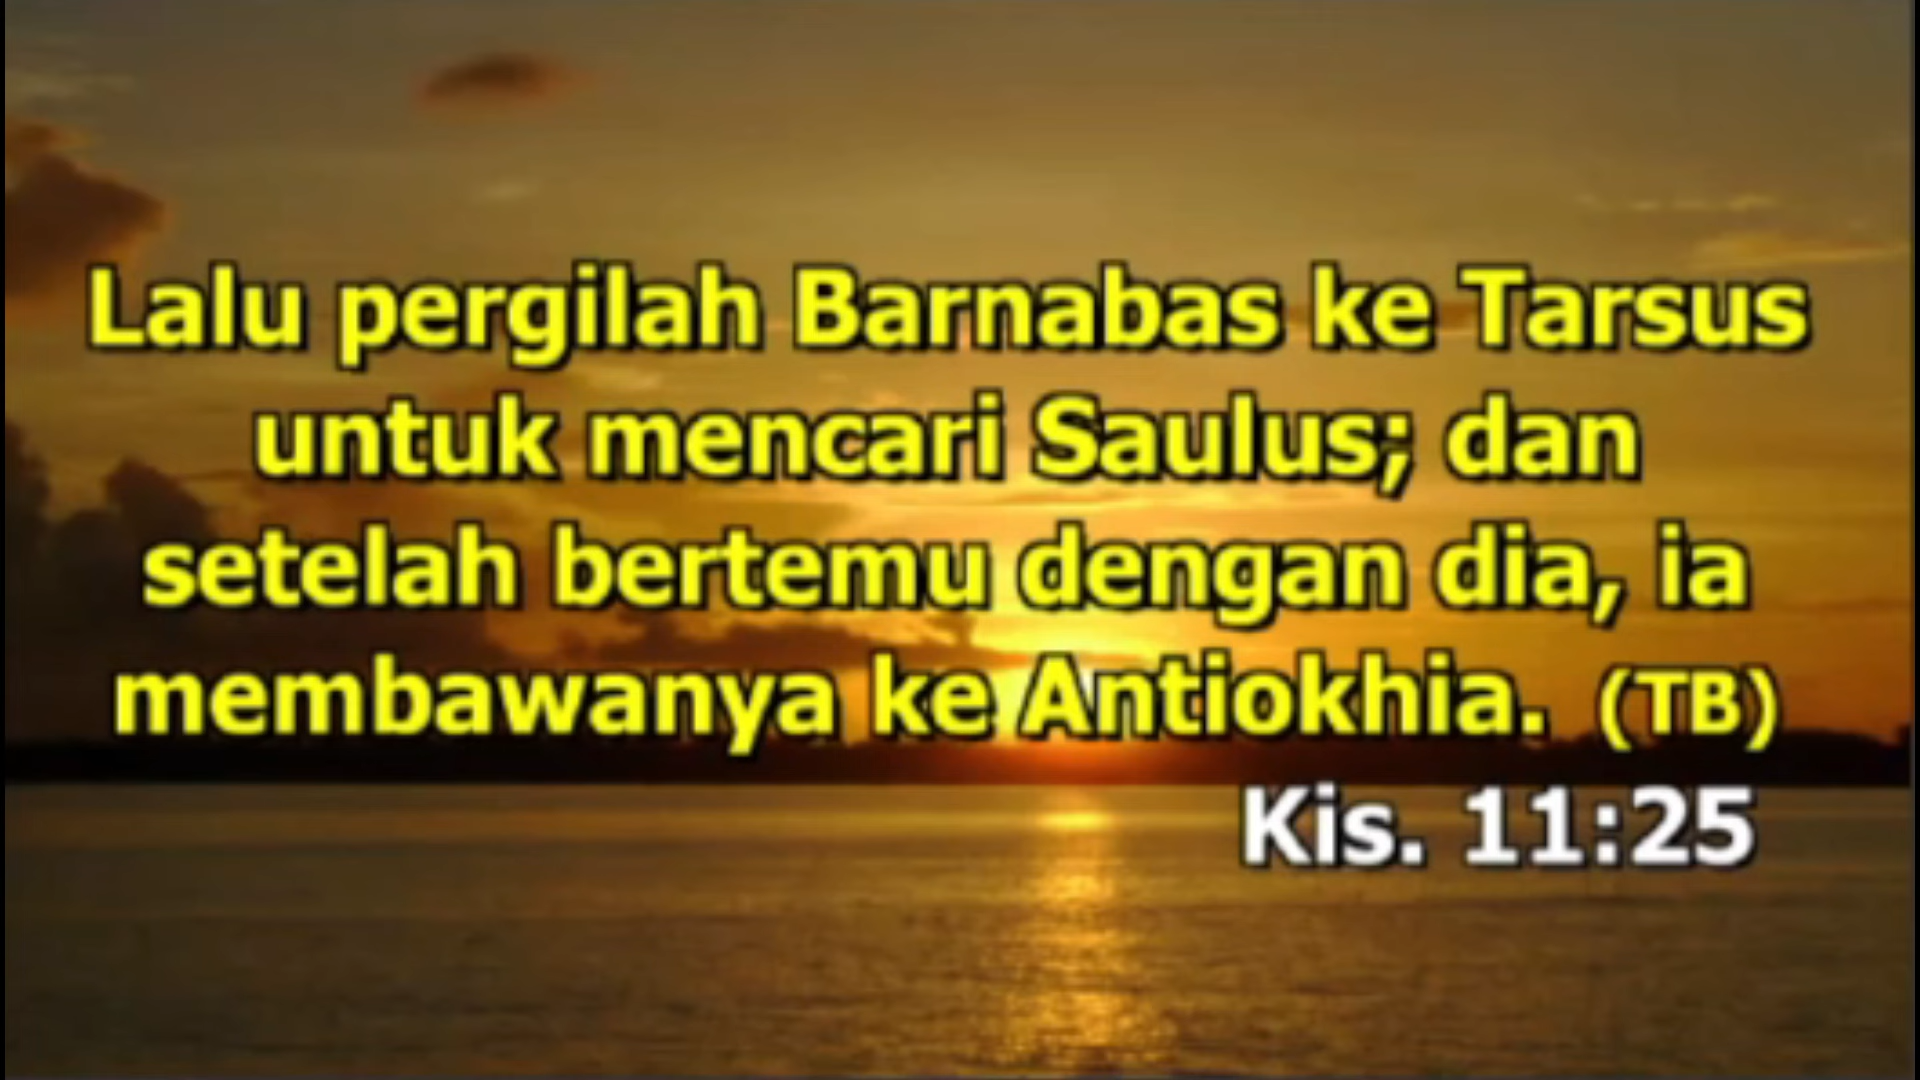 Lalu pergilah Barnabas ke Tarsus
untuk mencari Saulus; dan
setelah bertemu dengan dia, ia
membawanya ke Antiokhia. (TB)
Kis. 11:25